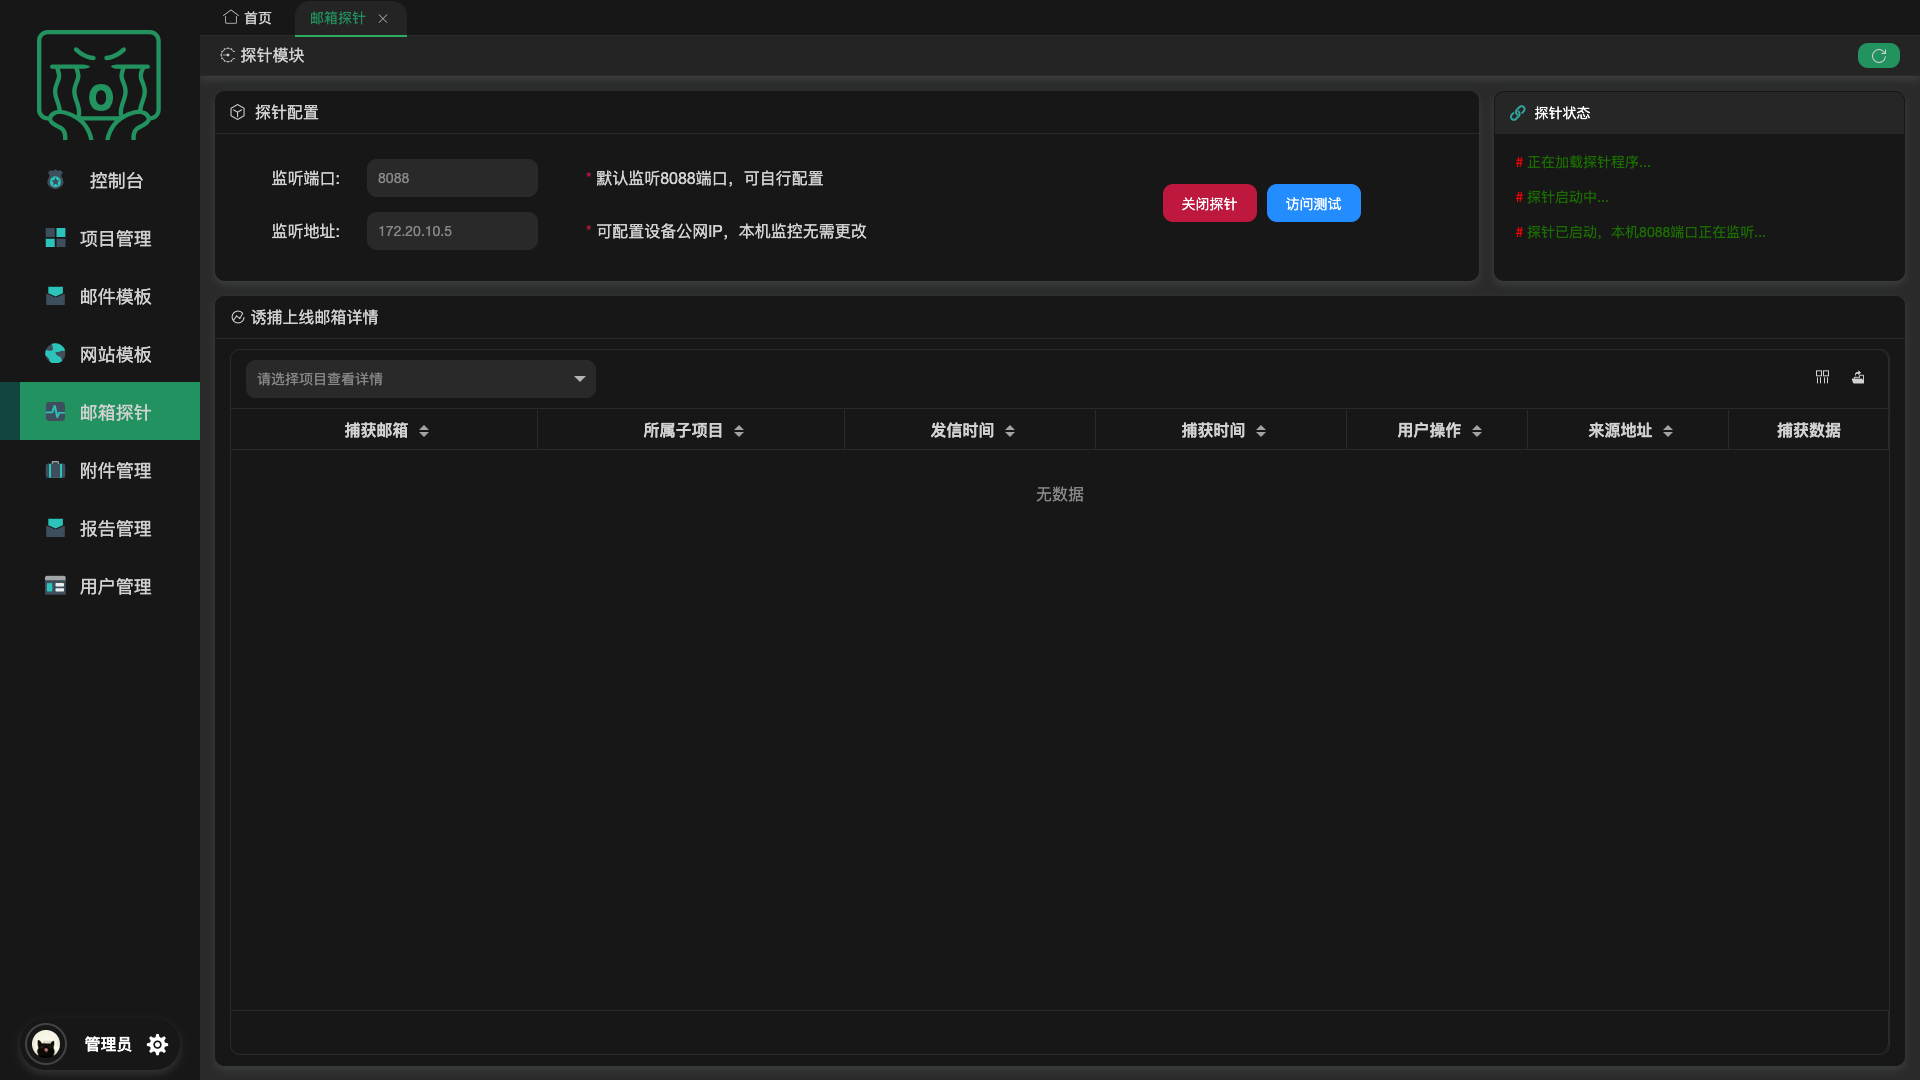 首页
邮箱探针
探针模块
控制台
项目管理
邮件模板
网站模板
邮箱探针
附件管理
报告管理
用户管理
管理员
探针配置
监听端口:
8088
* 默认监听8088端口，可自行配置
监听地址:
172.20.10.5
* 可配置设备公网IP，本机监控无需更改
关闭探针
访问测试
探针状态
# 正在加载探针程序...
# 探针启动中...
# 探针已启动，本机8088端口正在监听...
诱捕上线邮箱详情
请选择项目查看详情
捕获邮箱 所属子项目 发信时间 捕获时间 用户操作 来源地址 捕获数据
无数据